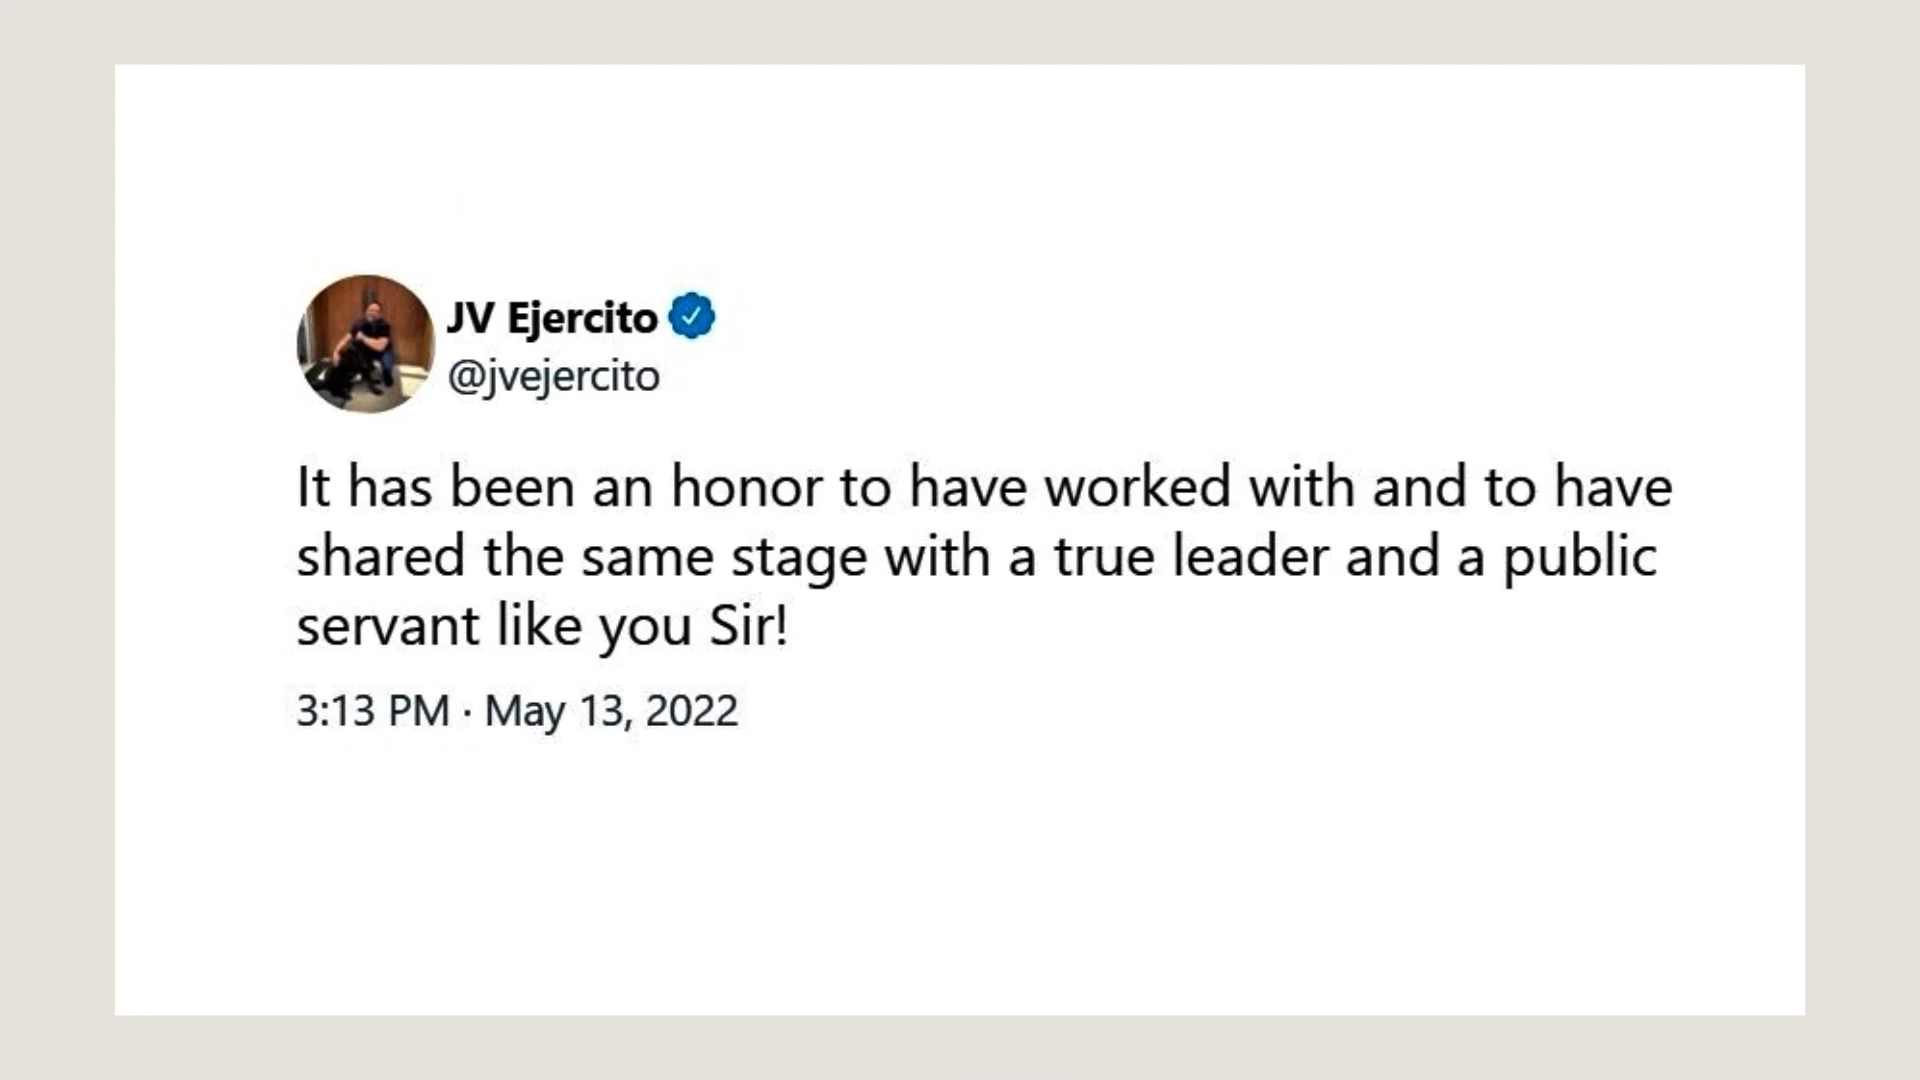 JV Ejercito
@jvejercito
It has been an honor to have worked with and to have
shared the same stage with a true leader and a public
servant like you Sir!
3:13 PM · May 13, 2022